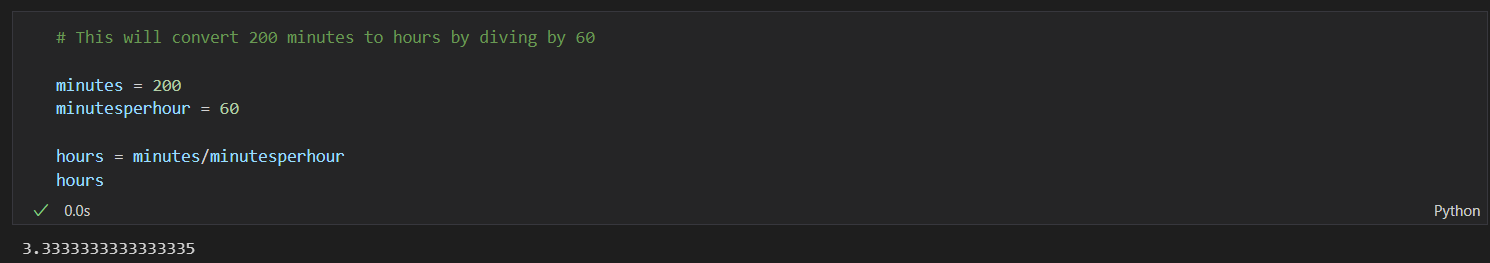 # This will convert 200 minutes to hours by diving by 60
minutes = 200
minutesperhour = 60
hours = minutes/minutesperhour
hours
0.0s
Python
3.3333333333333335